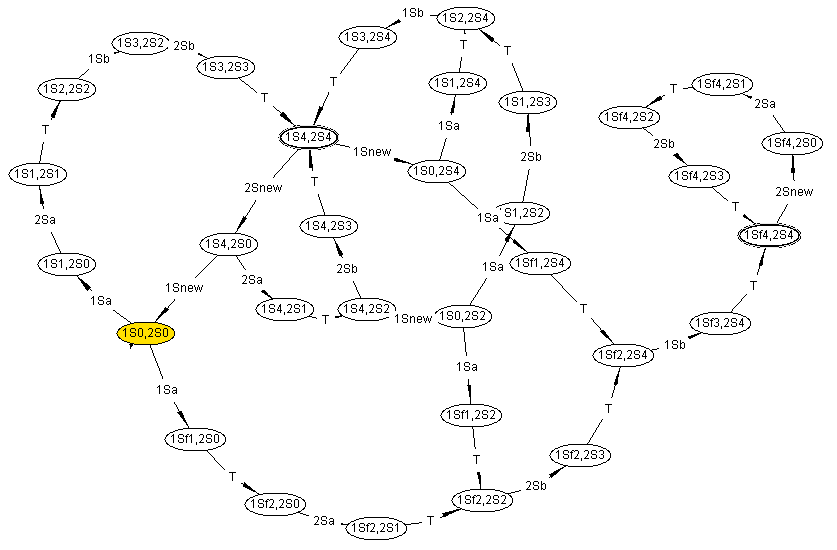 1S2,2S4
1Sb
1S3,2S4
1S3,2S2
2Sb
1S3,2S3
1Sb
T
T
T
1S2,2S2
T
1S1,2S4
1S1,2S3
T
1Sf4,2S1
2Sa
1Sf4,2S2
T
1S4,2S4
1Snew
1Sa
2Sb
2Sb
1Sf4,2S0
1S1,2S1
1S0,2S4
1Sf4,2S3
2Snew
T
2Snew
T
2Sa
1Sa
1S1,2S2
1S4,2S3
1Sf4,2S4
1S4,2S0
1S1,2S0
2Sb
1Sa
1Sf1,2S4
1Snew
2Sa
T
1Sa
1S4,2S1
T
1S4,2S2
1Snew
1S0,2S2
T
1Sf3,2S4
1S0,2S0
1Sb
1Sf2,2S4
1Sa
1Sa
T
1Sf1,2S2
1Sf1,2S0
T
1Sf2,2S3
T
2Sb
1Sf2,2S0
1Sf2,2S2
2Sa
1Sf2,2S1
T